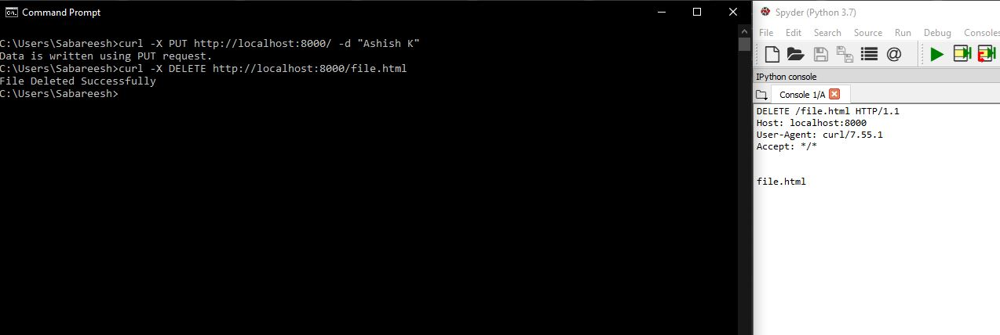 Command Prompt
C:\Users\Sabareesh>curl -X PUT http://localhost:8000/ -d "Ashish K"
Data is written using PUT request.
C:\Users\Sabareesh>curl -X DELETE http://localhost:8000/file.html
File Deleted Successfully
C:\Users\Sabareesh>
Spyder (Python 3.7)
File Edit Search Source Run Debug Consoles
IPython console
Console 1/A
DELETE /file.html HTTP/1.1
Host: localhost:8000
User-Agent: curl/7.55.1
Accept: */*
file.html